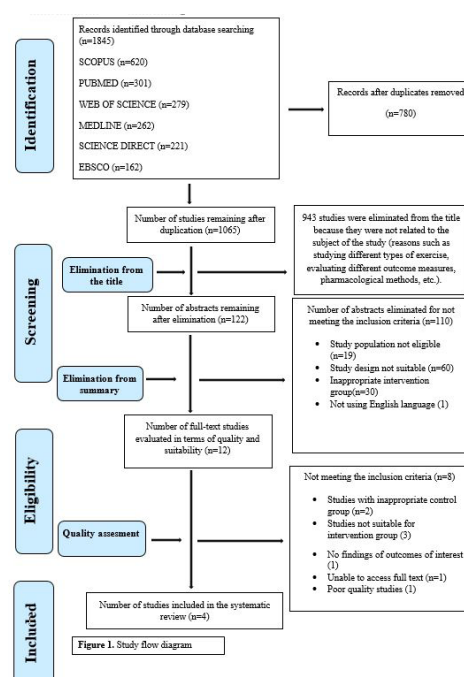 Identification
Records identified through database searching
(n=1845)
SCOPUS (n=620)
PUBMED (n=301)
WEB OF SCIENCE (n=279)
MEDLINE (n=262)
SCIENCE DIRECT (n=221)
EBSCO (n=162)
Records after duplicates removed
(n=780)
Number of studies remaining after
duplication (n=1065)
943 studies were eliminated from the title
because they were not related to the
subject of the study (reasons such as
studying different types of exercise,
evaluating different outcome measures,
pharmacological methods, etc.).
Screening
Elimination from
the title
Number of abstracts remaining
after elimination (n=122)
Number of abstracts eliminated for not
meeting the inclusion criteria (n=110)
• Study population not eligible
(n=19)
• Study design not suitable (n=60)
• Inappropriate intervention
group(n=30)
• Not using English language (1)
Elimination from
summary
Number of full-text studies
evaluated in terms of quality and
suitability (n=12)
Eligibility
Not meeting the inclusion criteria (n=8)
• Studies with inappropriate control
group (n=2)
• Studies not suitable for
intervention group (3)
• No findings of outcomes of interest
(1)
• Unable to access full text (n=1)
• Poor quality studies (1)
Quality assesment
Included
Number of studies included in the systematic
review (n=4)
Figure 1. Study flow diagram